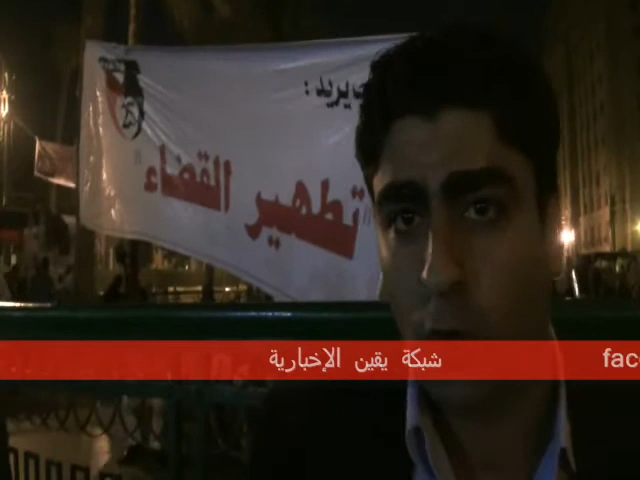 يريد :
" تطهير القضاء "
شبكة يقين الإخبارية
fac